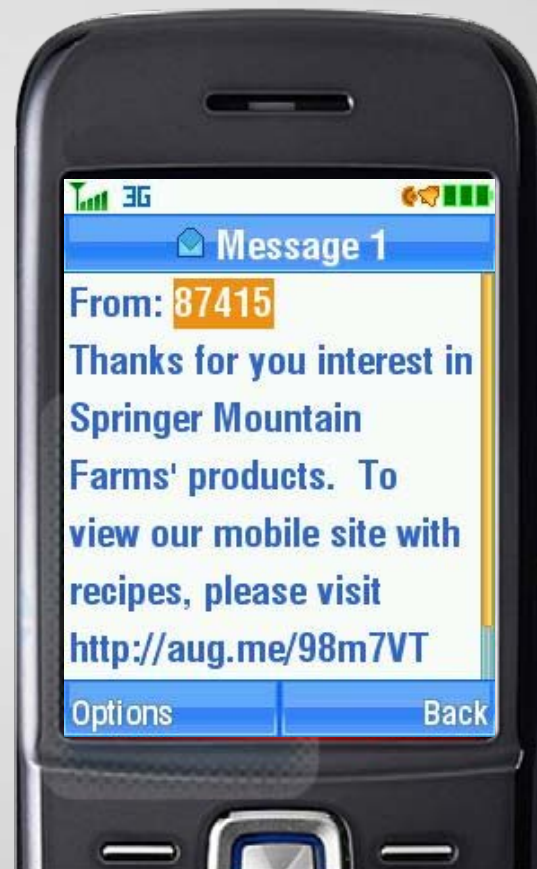 3G
Message 1
From: 87415
Thanks for you interest in
Springer Mountain
Farms' products.  To
view our mobile site with
recipes, please visit
http://aug.me/98m7VT
Options
Back